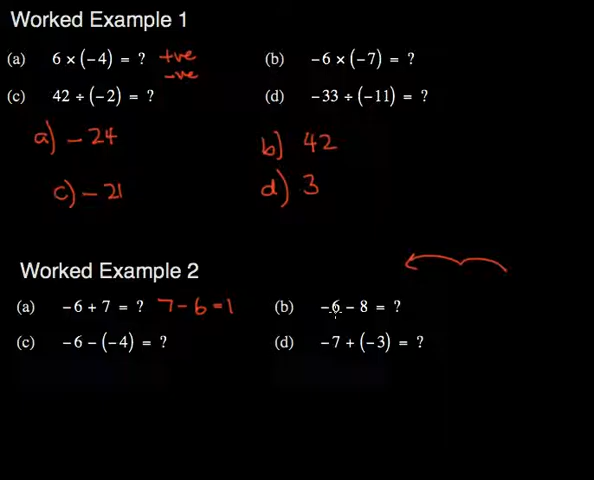 Worked Example 1
(a) 6 × (−4) = ? +ve (b) −6 × (−7) = ?
−ve
(c) 42 ÷ (−2) = ? (d) −33 ÷ (−11) = ?
a) −24 b) 42
c) −21 d) 3
Worked Example 2
(a) −6 + 7 = ? 7−6=1 (b) −6 − 8 = ?
(c) −6 − (−4) = ? (d) −7 + (−3) = ?